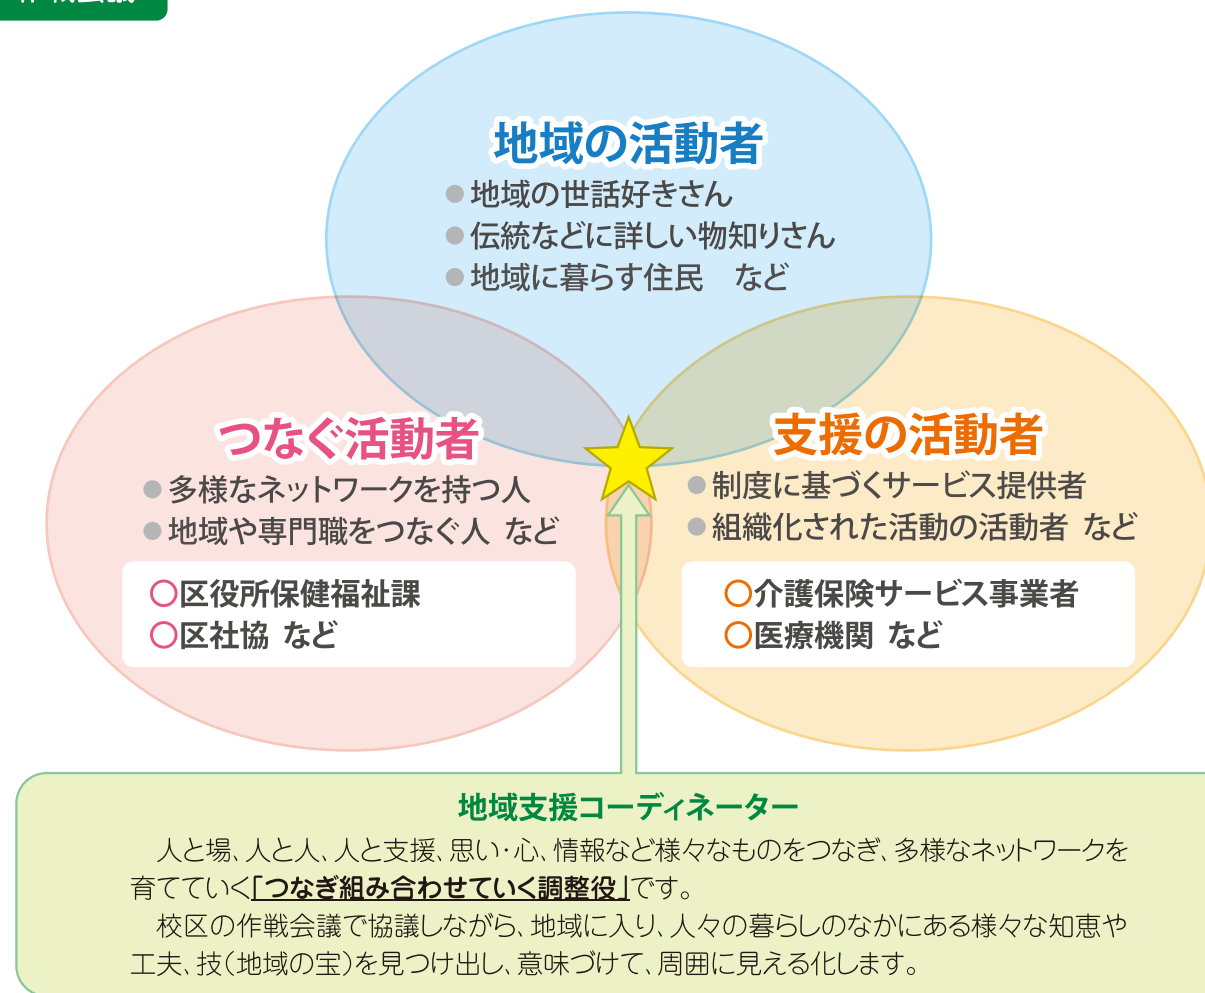 地域の活動者
● 地域の世話好きさん
● 伝統などに詳しい物知りさん
● 地域に暮らす住民　など
つなぐ活動者
● 多様なネットワークを持つ人
● 地域や専門職をつなぐ人 など
○区役所保健福祉課
○区社協 など
支援の活動者
● 制度に基づくサービス提供者
● 組織化された活動の活動者 など
○介護保険サービス事業者
○医療機関 など
地域支援コーディネーター
　人と場、人と人、人と支援、思い・心、情報など様々なものをつなぎ、多様なネットワークを
育てていく「つなぎ組み合わせていく調整役」です。
　校区の作戦会議で協議しながら、地域に入り、人々の暮らしのなかにある様々な知恵や
工夫、技(地域の宝)を見つけ出し、意味づけて、周囲に見える化します。